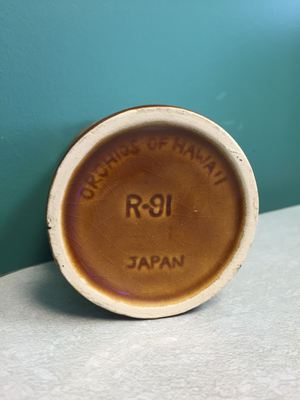 ORCHIDS OF HAWAII
R-91
JAPAN